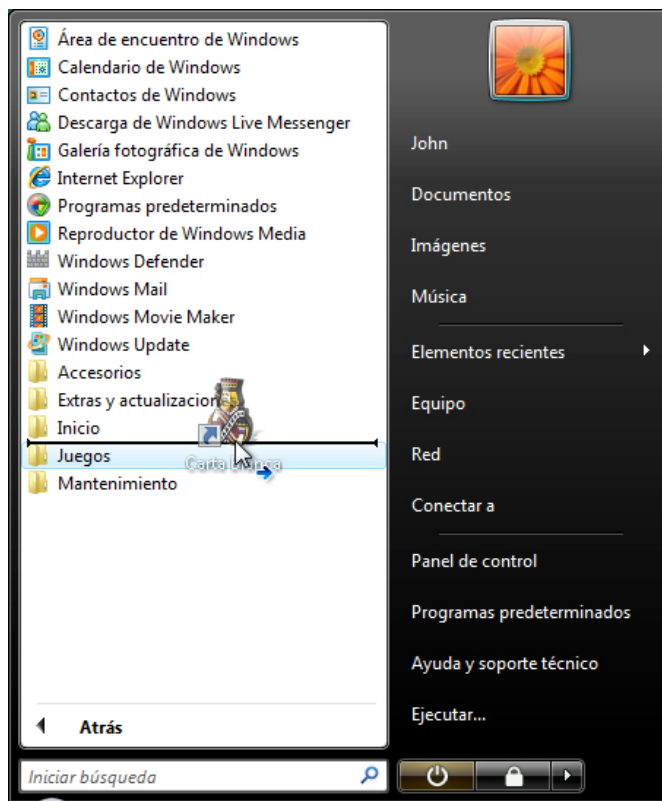 Área de encuentro de Windows
Calendario de Windows
Contactos de Windows
Descarga de Windows Live Messenger
Galería fotográfica de Windows
Internet Explorer
Programas predeterminados
Reproductor de Windows Media
Windows Defender
Windows Mail
Windows Movie Maker
Windows Update
Accesorios
Extras y actualizaciones
Inicio
Juegos
Carta blanca
Mantenimiento
Atrás
Iniciar búsqueda
John
Documentos
Imágenes
Música
Elementos recientes
Equipo
Red
Conectar a
Panel de control
Programas predeterminados
Ayuda y soporte técnico
Ejecutar...